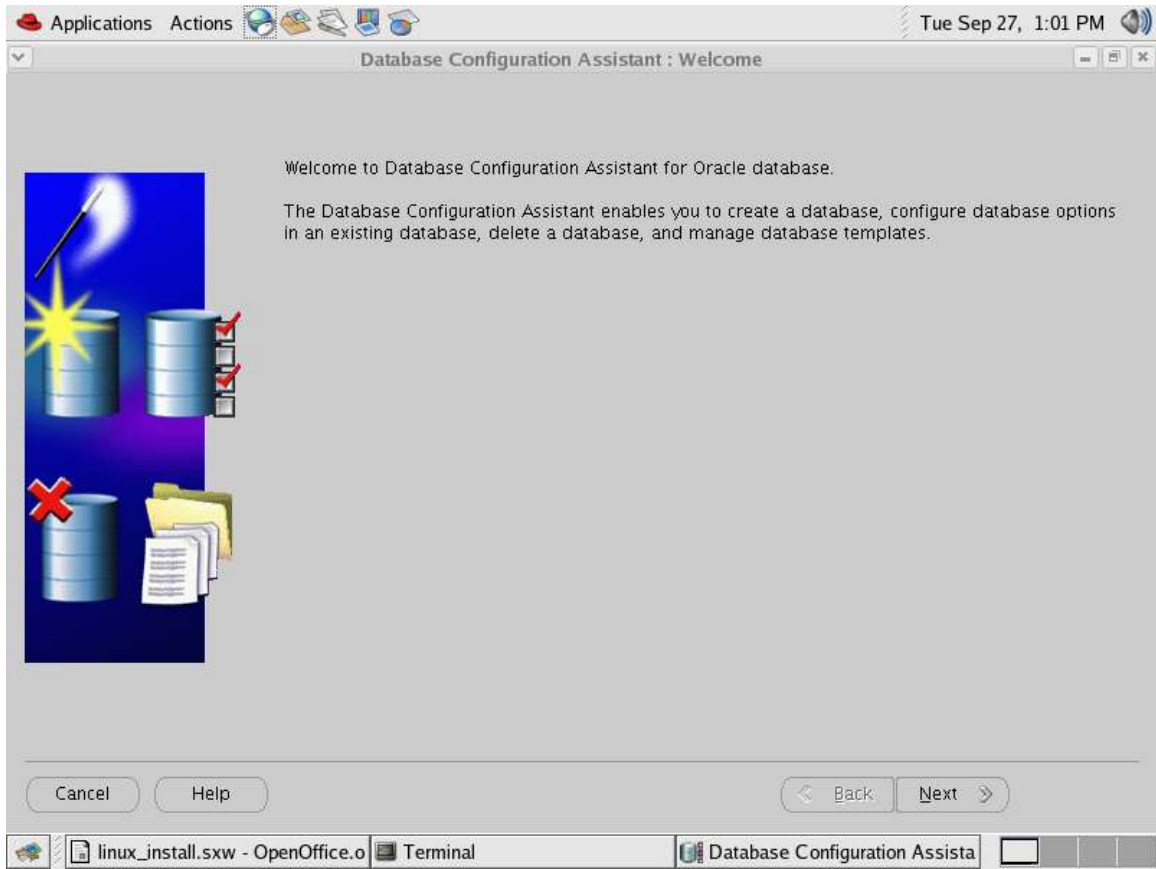 Applications Actions Tue Sep 27, 1:01 PM
Database Configuration Assistant : Welcome
Welcome to Database Configuration Assistant for Oracle database.
The Database Configuration Assistant enables you to create a database, configure database options
in an existing database, delete a database, and manage database templates.
Cancel Help Back Next
linux_install.sxw - OpenOffice.o Terminal Database Configuration Assista